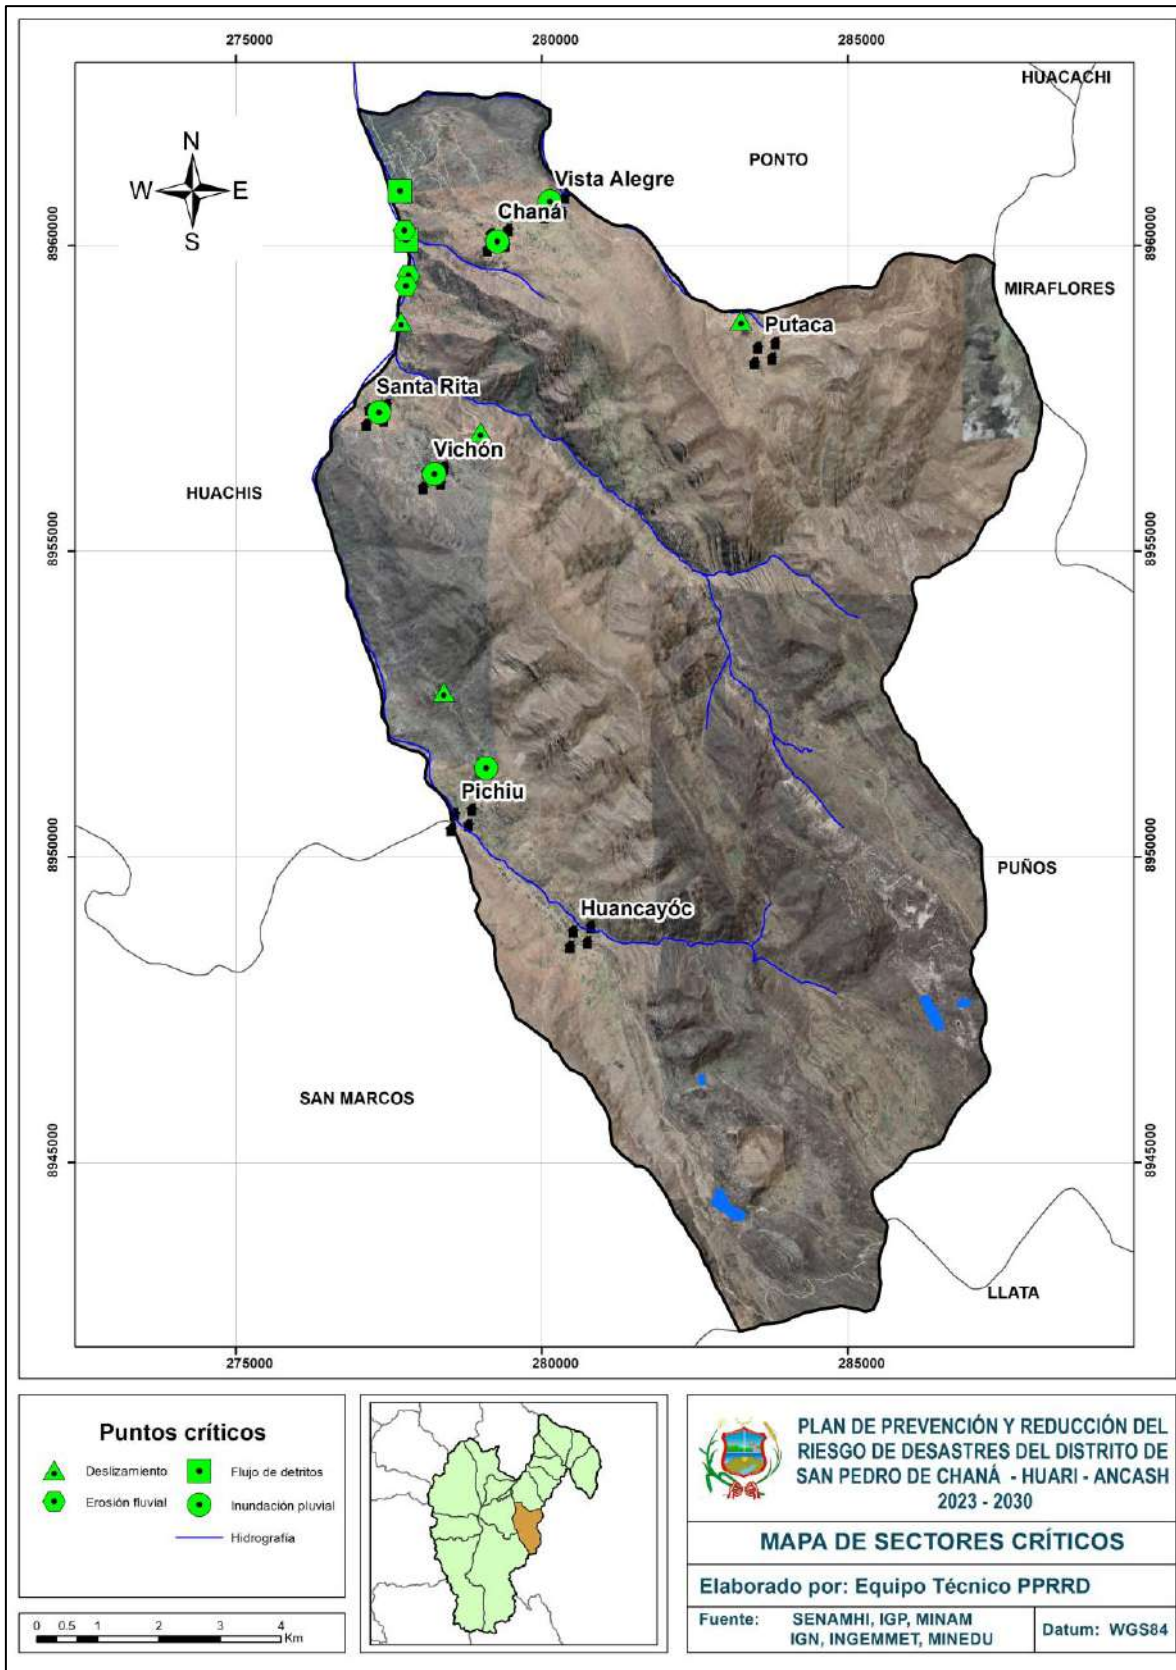 275000
280000
285000
HUACACHI
N
PONTO
W
E
Vista Alegre
S
Chaná
8960000
8960000
MIRAFLORES
Putaca
Santa Rita
Vichón
HUACHIS
8955000
8955000
Pichiu
8950000
8950000
PUÑOS
Huancayóc
SAN MARCOS
8945000
8945000
LLATA
275000
280000
285000
Puntos críticos
Deslizamiento
Flujo de detritos
Erosión fluvial
Inundación pluvial
Hidrografía
0 0.5 1 2 3 4
Km
PLAN DE PREVENCIÓN Y REDUCCIÓN DEL
RIESGO DE DESASTRES DEL DISTRITO DE
SAN PEDRO DE CHANÁ - HUARI - ANCASH
2023 - 2030
MAPA DE SECTORES CRÍTICOS
Elaborado por: Equipo Técnico PPRRD
Fuente: SENAMHI, IGP, MINAM
IGN, INGEMMET, MINEDU
Datum: WGS84